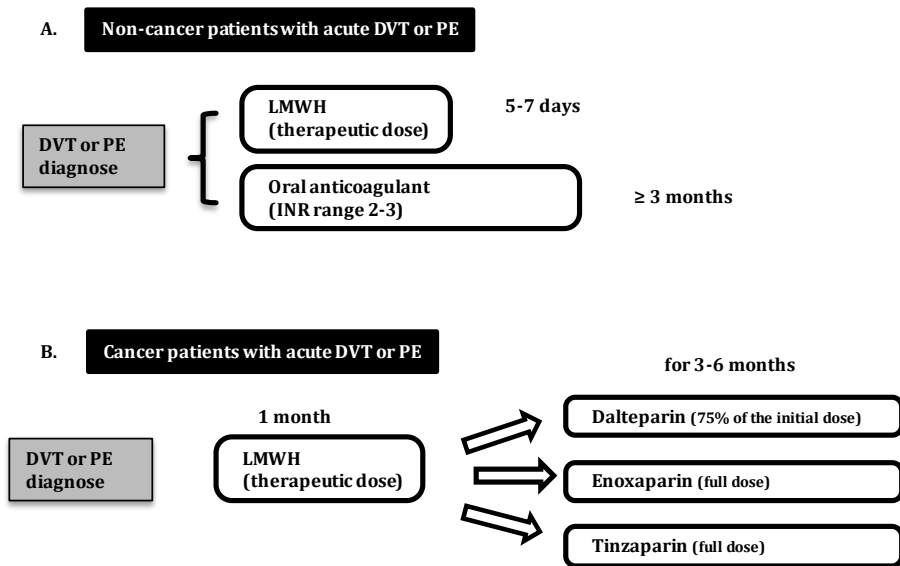 A.
Non-cancer patients with acute DVT or PE
LMWH
(therapeutic dose)
5-7 days
DVT or PE
diagnose
Oral anticoagulant
(INR range 2-3)
≥ 3 months
B.
Cancer patients with acute DVT or PE
for 3-6 months
1 month
Dalteparin (75% of the initial dose)
DVT or PE
diagnose
LMWH
(therapeutic dose)
Enoxaparin (full dose)
Tinzaparin (full dose)